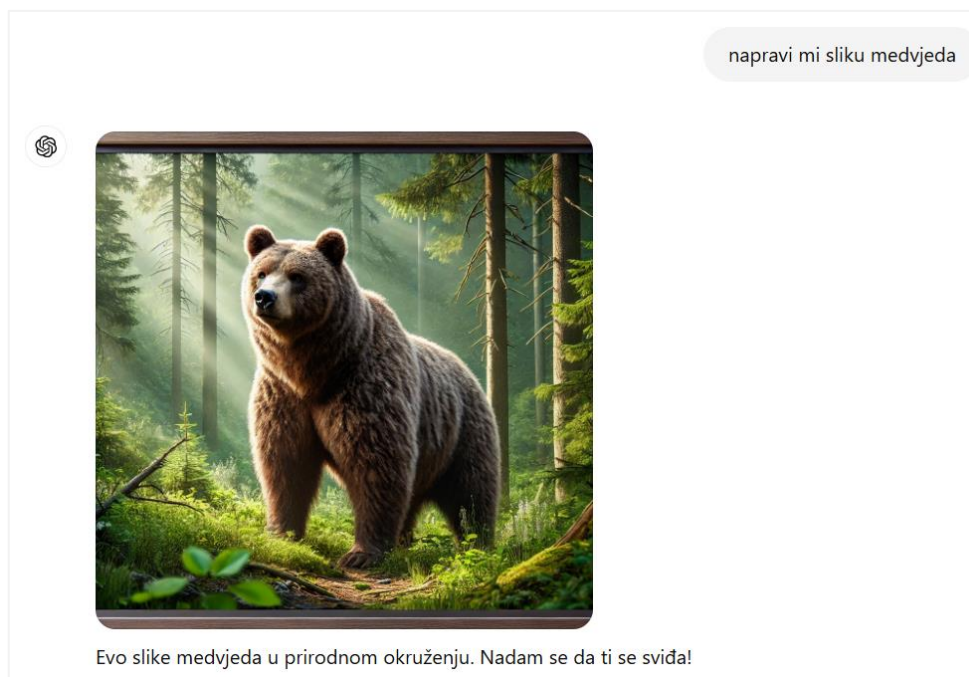 napravi mi sliku medvjeda
Evo slike medvjeda u prirodnom okruženju. Nadam se da ti se sviđa!